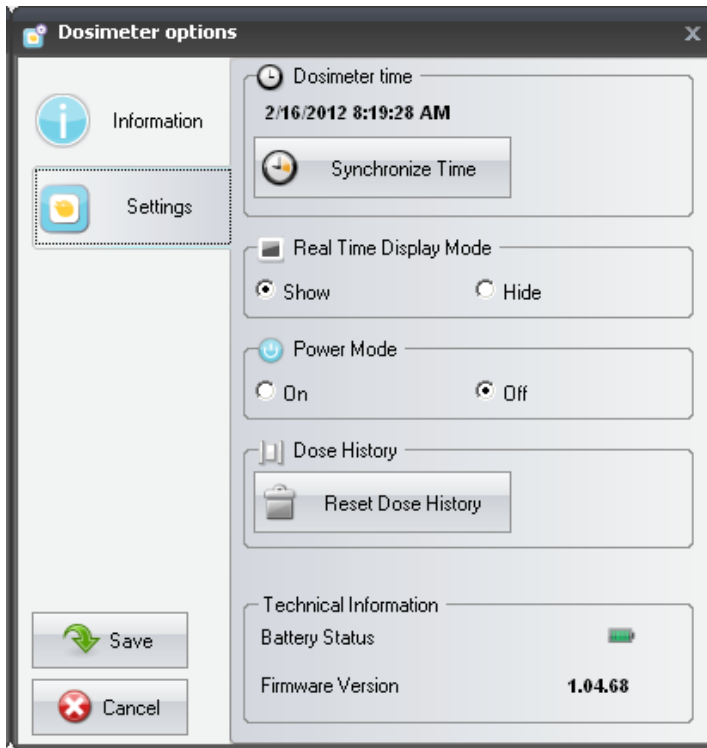 Dosimeter options
X
Information
Settings
Dosimeter time
2/16/2012 8:19:28 AM
Synchronize Time
Real Time Display Mode
Show Hide
Power Mode
On Off
Dose History
Reset Dose History
Technical Information
Battery Status
Firmware Version 1.04.68
Save
Cancel